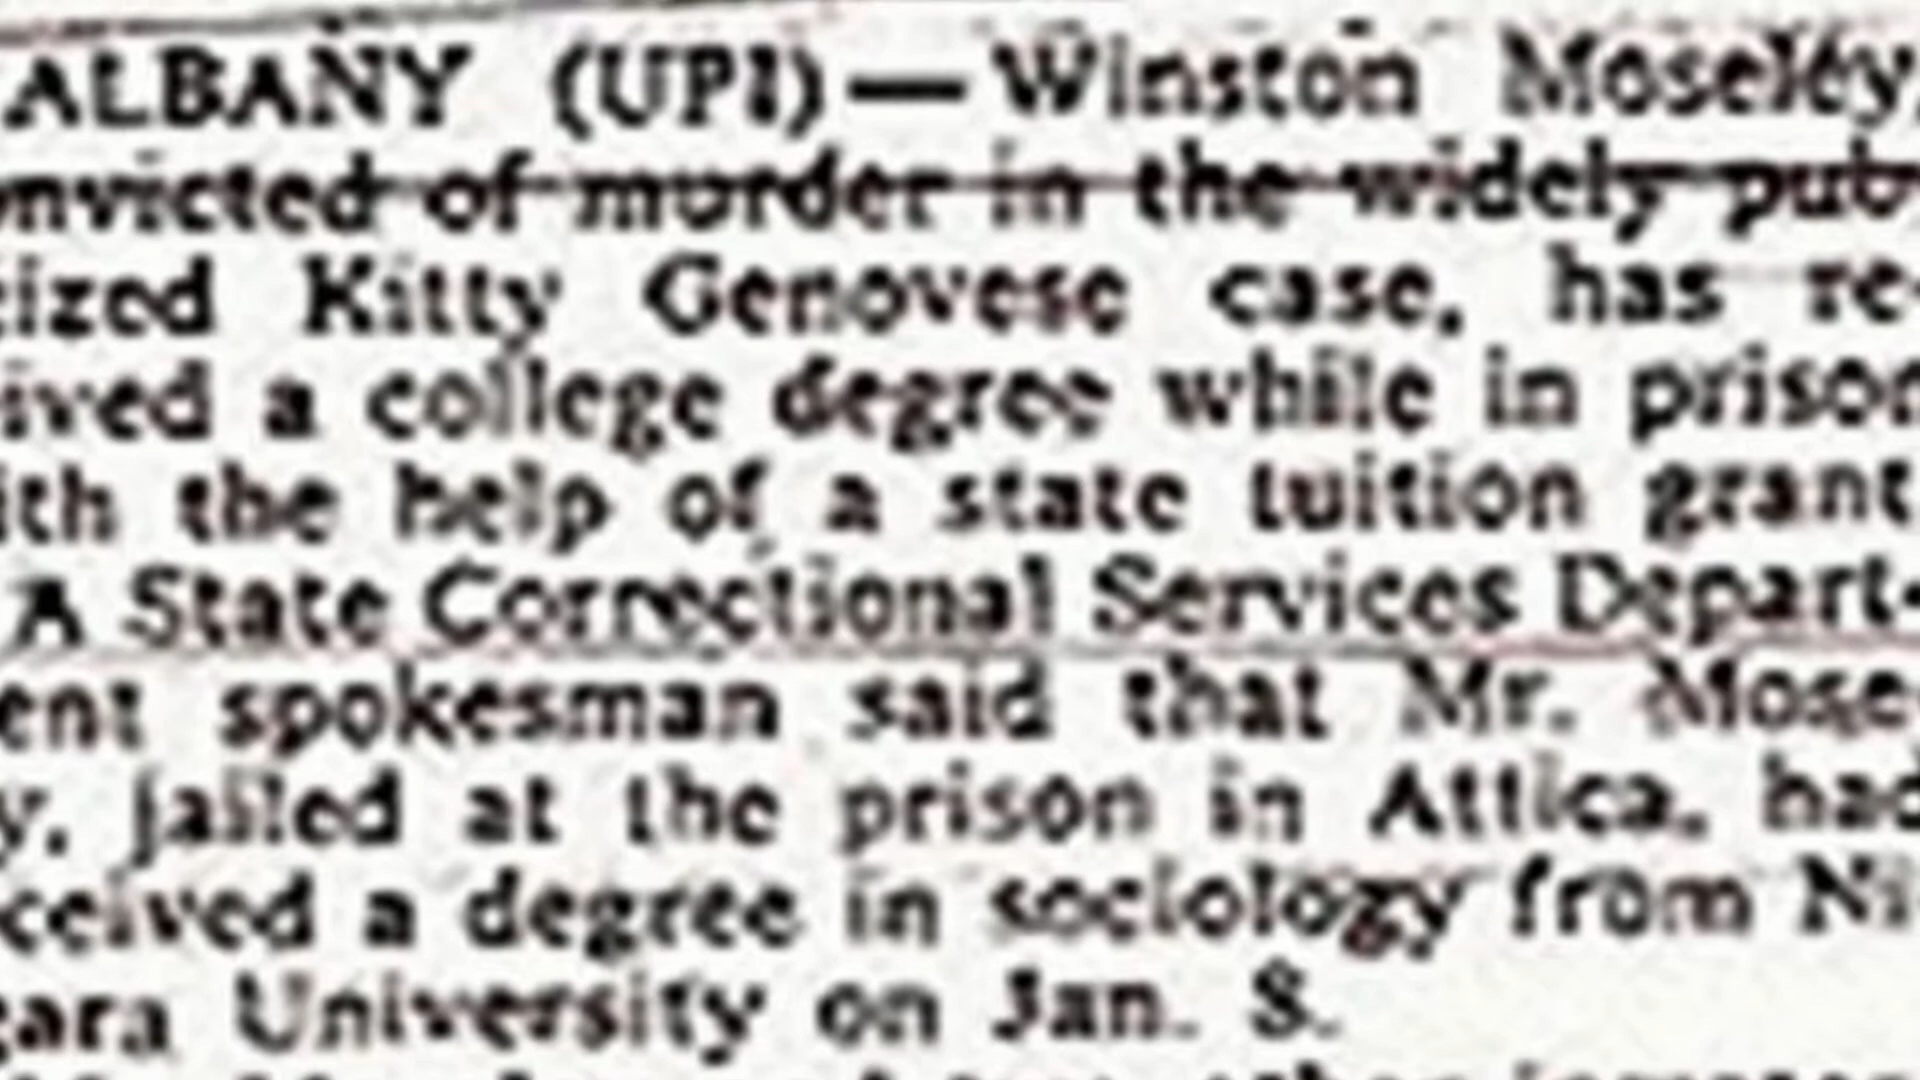 ALBANY (UPI) — Winston Moseley,
nvicted of murder in the widely pub-
cized Kitty Genovese case, has re-
ived a college degree while in prison
ith the help of a state tuition grant
A State Correctional Services Depart-
ent spokesman said that Mr. Mose-
y, jailed at the prison in Attica, had
ceived a degree in sociology from Ni-
gara University on Jan. 8.